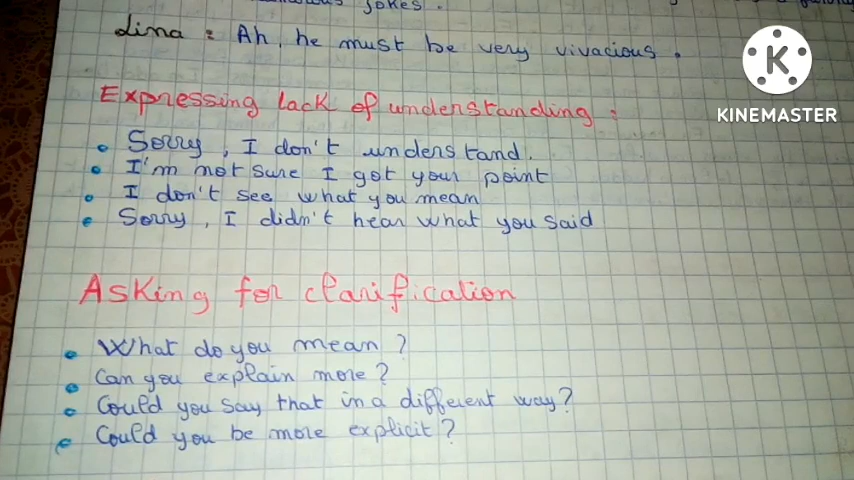 jokes.
Lina : Ah, he must be very vivacious.
Expressing lack of understanding :
• Sorry, I don't understand.
• I'm not sure I got your point
• I don't see what you mean
• Sorry, I didn't hear what you said
Asking for clarification
• What do you mean ?
• Can you explain more ?
• Could you say that in a different way ?
• Could you be more explicit ?
K
KINEMASTER